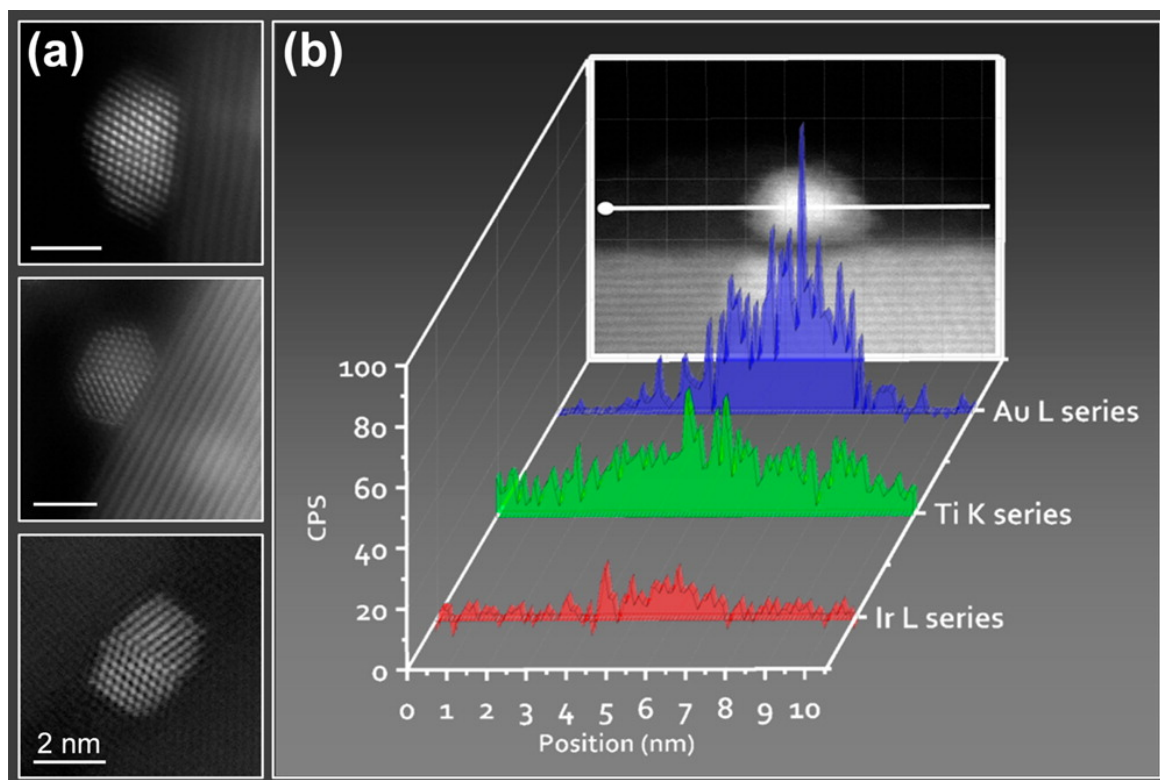 (a)
2 nm
(b)
100
80
60
40
20
0
CPS
0 1 2 3 4 5 6 7 8 9 10
Position (nm)
Au L series
Ti K series
Ir L series